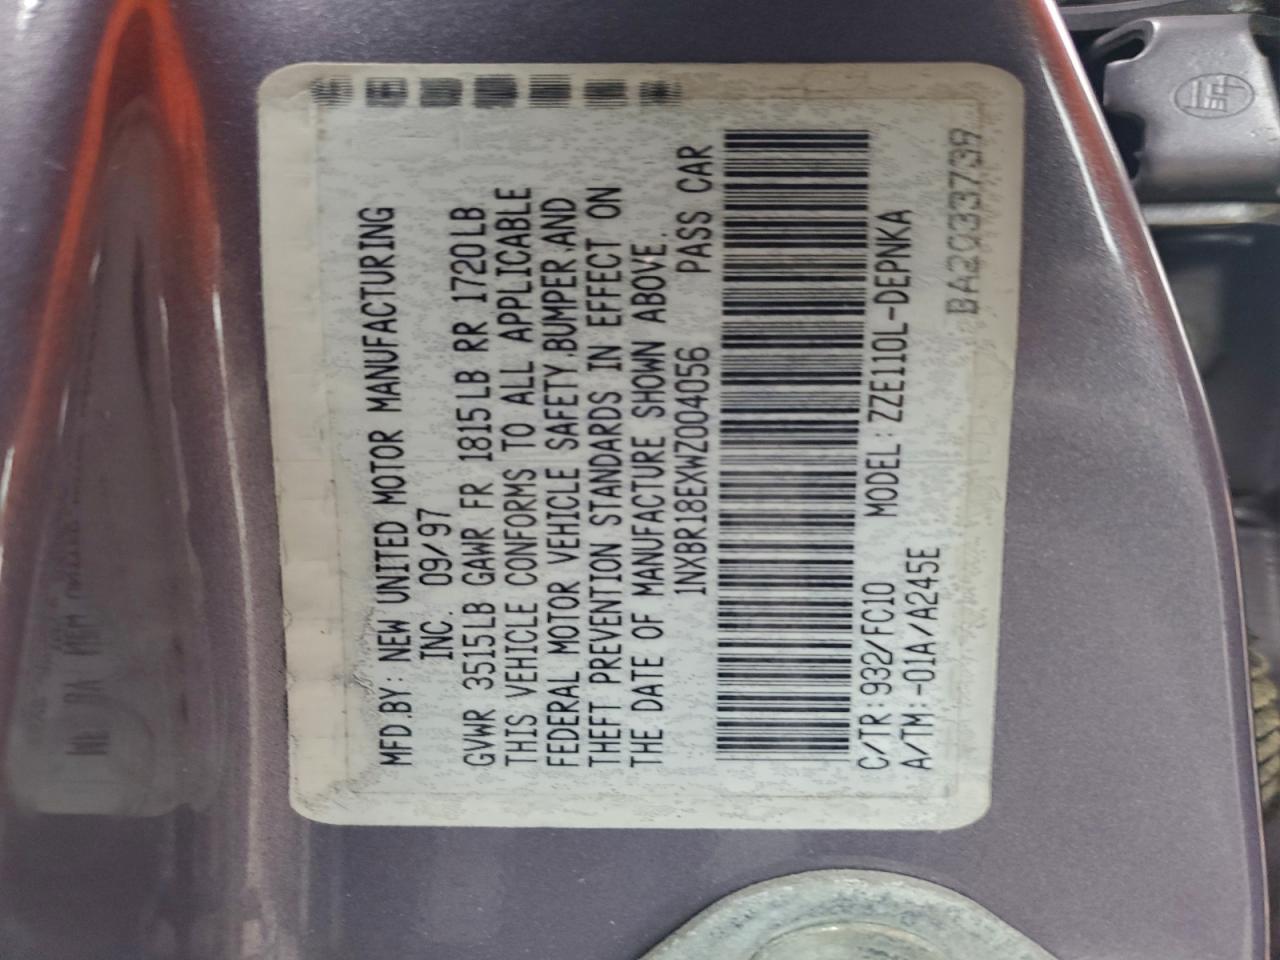 MFD.BY: NEW UNITED MOTOR MANUFACTURING
INC. 09/97
GVWR 3515LB GAWR FR 1815LB RR 1720LB
THIS VEHICLE CONFORMS TO ALL APPLICABLE
FEDERAL MOTOR VEHICLE SAFETY.BUMPER.AND
THEFT PREVENTION STANDARDS IN EFFECT ON
THE DATE OF MANUFACTURE SHOWN ABOVE.
1NXBR18EXWZ004056 PASS CAR
C/TR:932/FC10 MODEL:ZZE110L-DEPNKA
A/TM:-01A/A245E
BA2Q33739